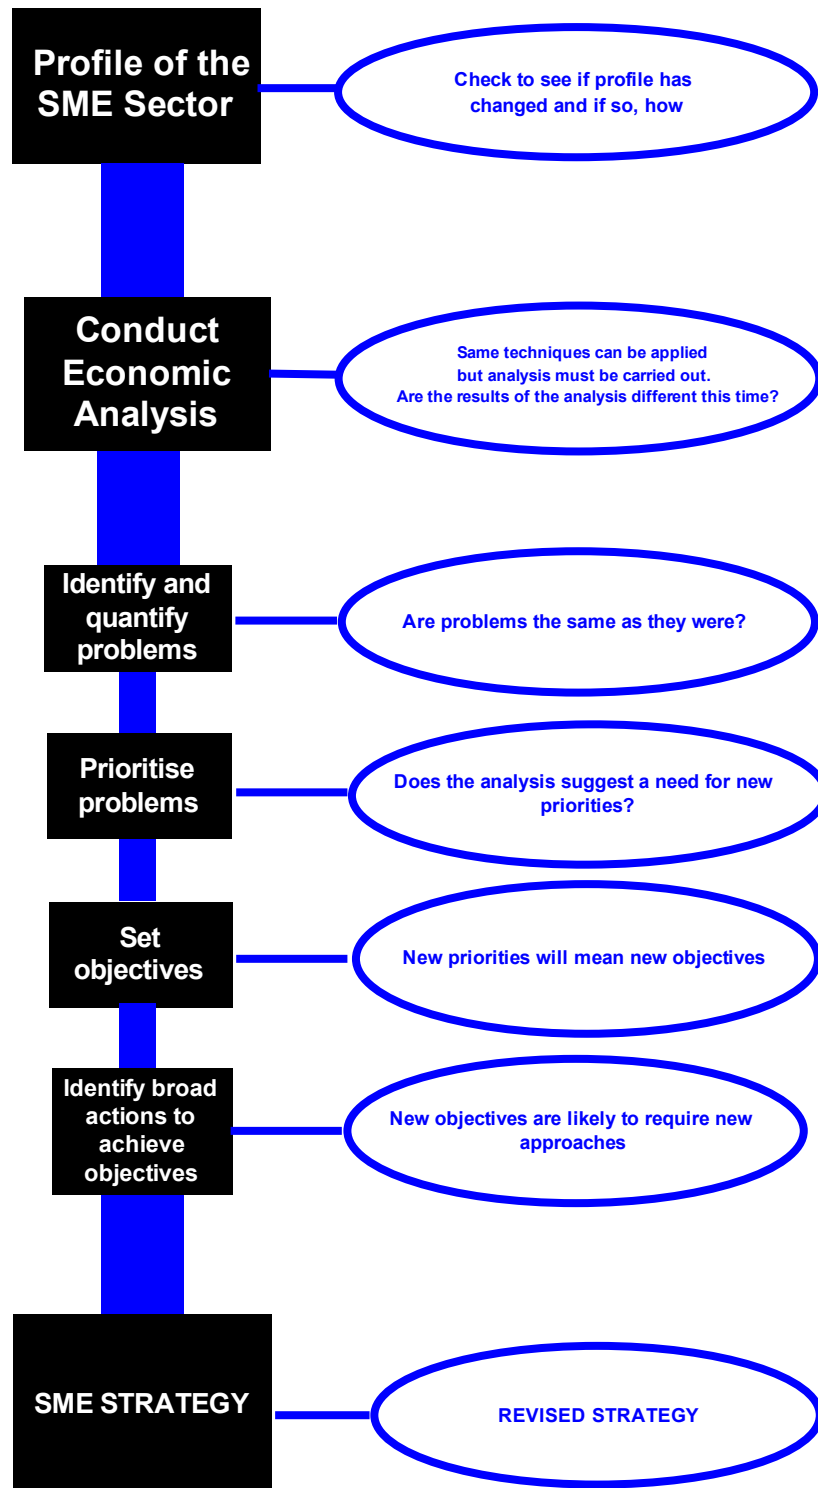 Profile of the
SME Sector
Check to see if profile has
changed and if so, how
Conduct
Economic
Analysis
Same techniques can be applied
but analysis must be carried out.
Are the results of the analysis different this time?
Identify and
quantify
problems
Are problems the same as they were?
Prioritise
problems
Does the analysis suggest a need for new
priorities?
Set
objectives
New priorities will mean new objectives
Identify broad
actions to
achieve
objectives
New objectives are likely to require new
approaches
SME STRATEGY
REVISED STRATEGY